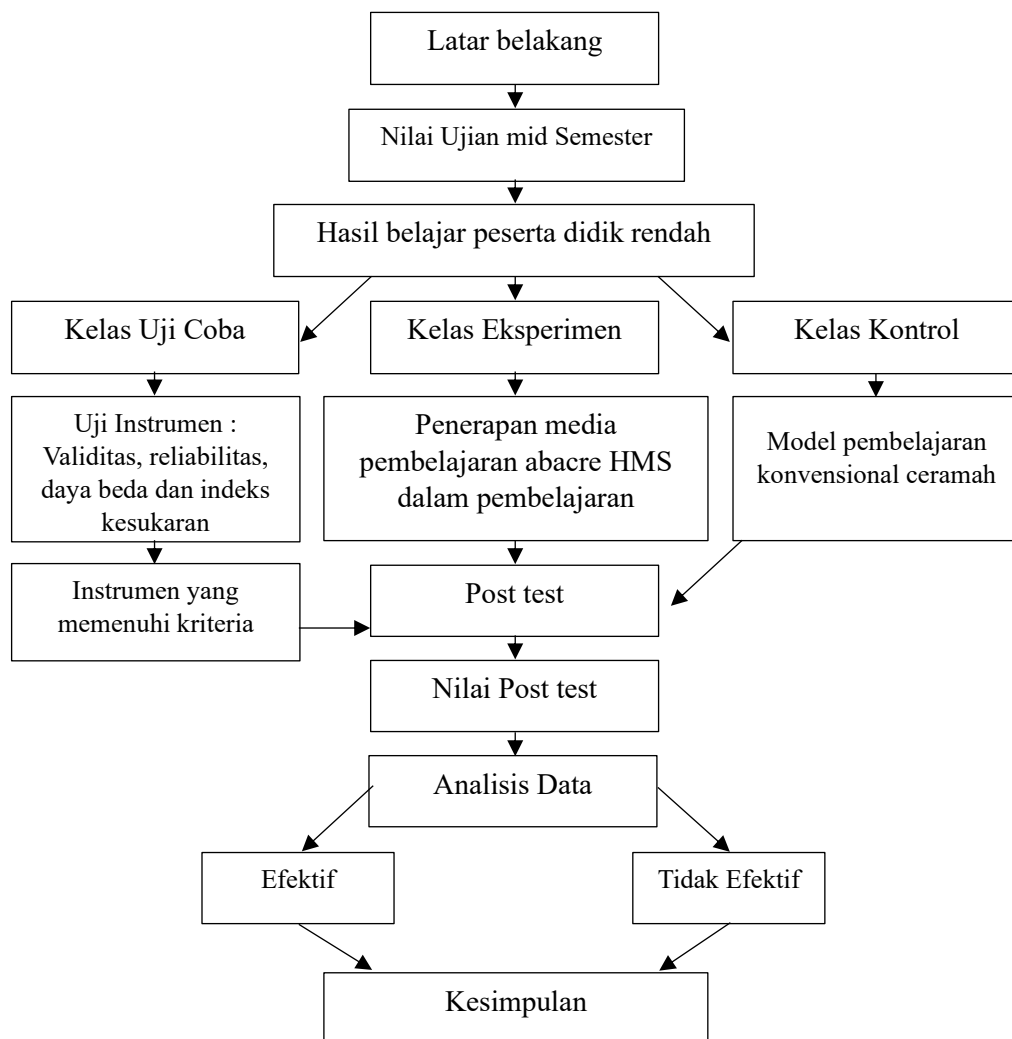 Latar belakang
Nilai Ujian mid Semester
Hasil belajar peserta didik rendah
Kelas Uji Coba
Kelas Eksperimen
Kelas Kontrol
Uji Instrumen :
Validitas, reliabilitas,
daya beda dan indeks
kesukaran
Penerapan media
pembelajaran abacre HMS
dalam pembelajaran
Model pembelajaran
konvensional ceramah
Instrumen yang
memenuhi kriteria
Post test
Nilai Post test
Analisis Data
Efektif
Tidak Efektif
Kesimpulan